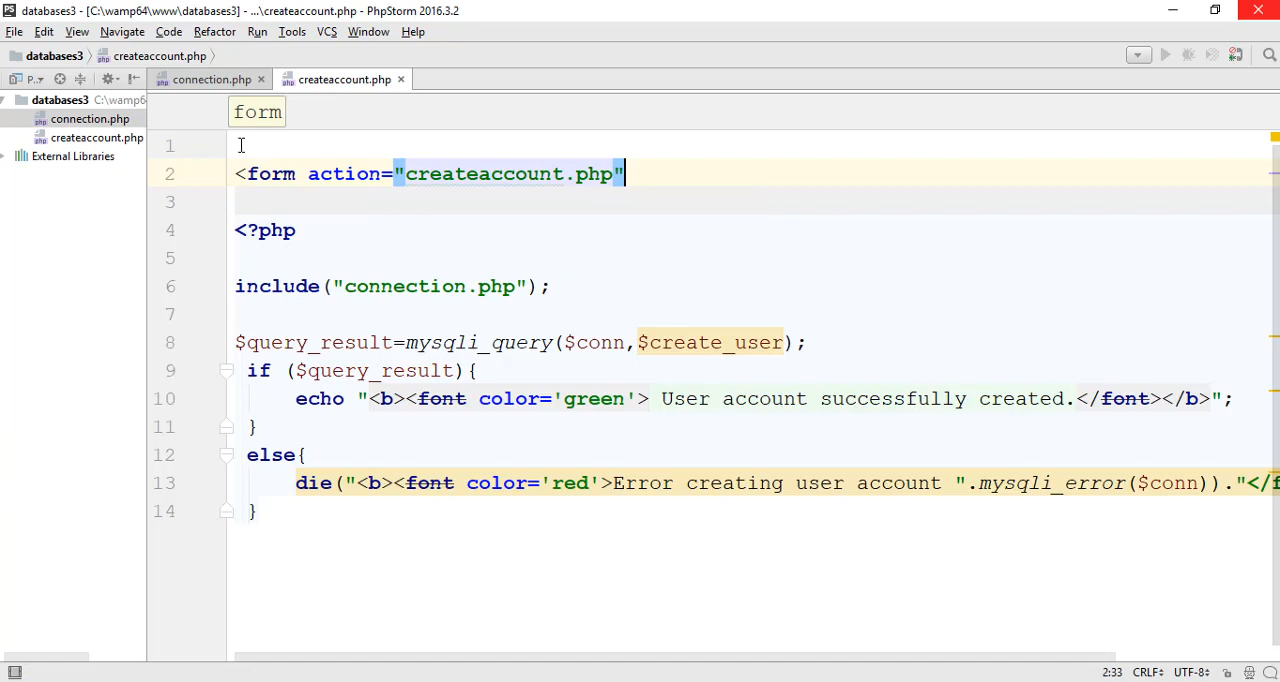 databases3 - [C:\wamp64\www\databases3] - ...\createaccount.php - PhpStorm 2016.3.2
File Edit View Navigate Code Refactor Run Tools VCS Window Help
databases3 createaccount.php
P.. connection.php createaccount.php
databases3 C:\wamp6
connection.php
createaccount.php
External Libraries
form
1
2 <form action="createaccount.php"
3
4 <?php
5
6 include("connection.php");
7
8 $query_result=mysqli_query($conn,$create_user);
9 if ($query_result){
10 echo "<b><font color='green'> User account successfully created.</font></b>";
11 }
12 else{
13 die("<b><font color='red'>Error creating user account ".mysqli_error($conn))."</f
14 }
2:33 CRLF UTF-8